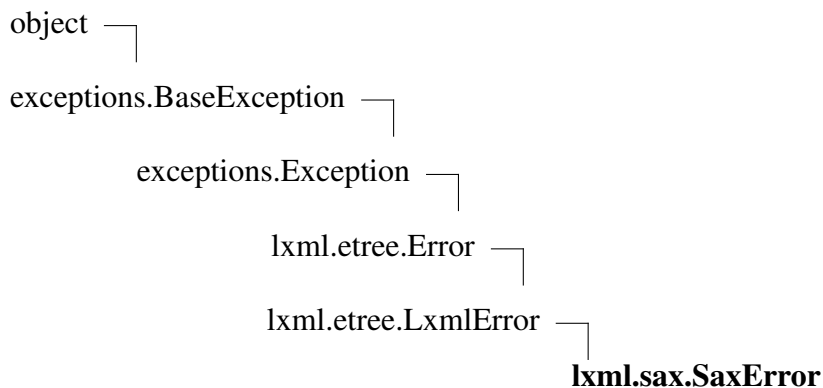 object
exceptions.BaseException
exceptions.Exception
lxml.etree.Error
lxml.etree.LxmlError
lxml.sax.SaxError